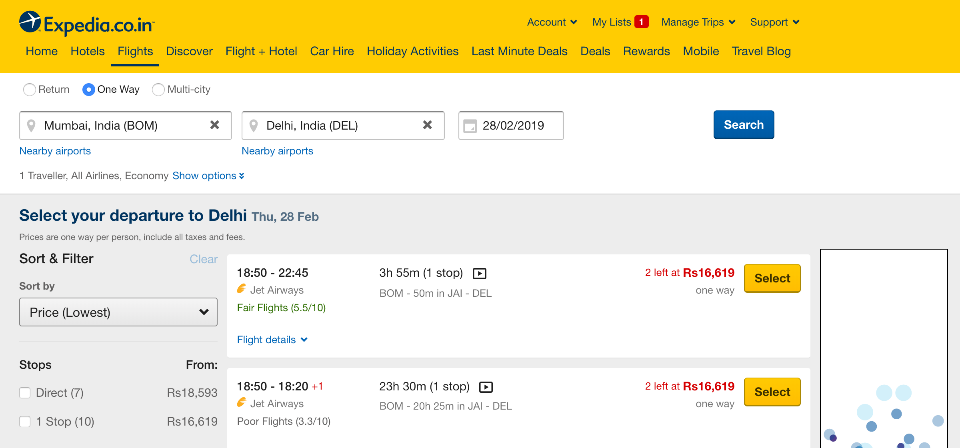 Expedia.co.in
Account My Lists 1 Manage Trips Support
Home Hotels Flights Discover Flight + Hotel Car Hire Holiday Activities Last Minute Deals Deals Rewards Mobile Travel Blog
Return One Way Multi-city
Mumbai, India (BOM) Delhi, India (DEL) 28/02/2019 Search
Nearby airports Nearby airports
1 Traveller, All Airlines, Economy Show options
Select your departure to Delhi Thu, 28 Feb
Prices are one way per person, include all taxes and fees.
Sort & Filter Clear
Sort by
Price (Lowest)
Stops From:
Direct (7) Rs18,593
1 Stop (10) Rs16,619
18:50 - 22:45 3h 55m (1 stop) 2 left at Rs16,619 Select
Jet Airways BOM - 50m in JAI - DEL one way
Fair Flights (5.5/10)
Flight details
18:50 - 18:20 +1 23h 30m (1 stop) 2 left at Rs16,619 Select
Jet Airways BOM - 20h 25m in JAI - DEL one way
Poor Flights (3.3/10)